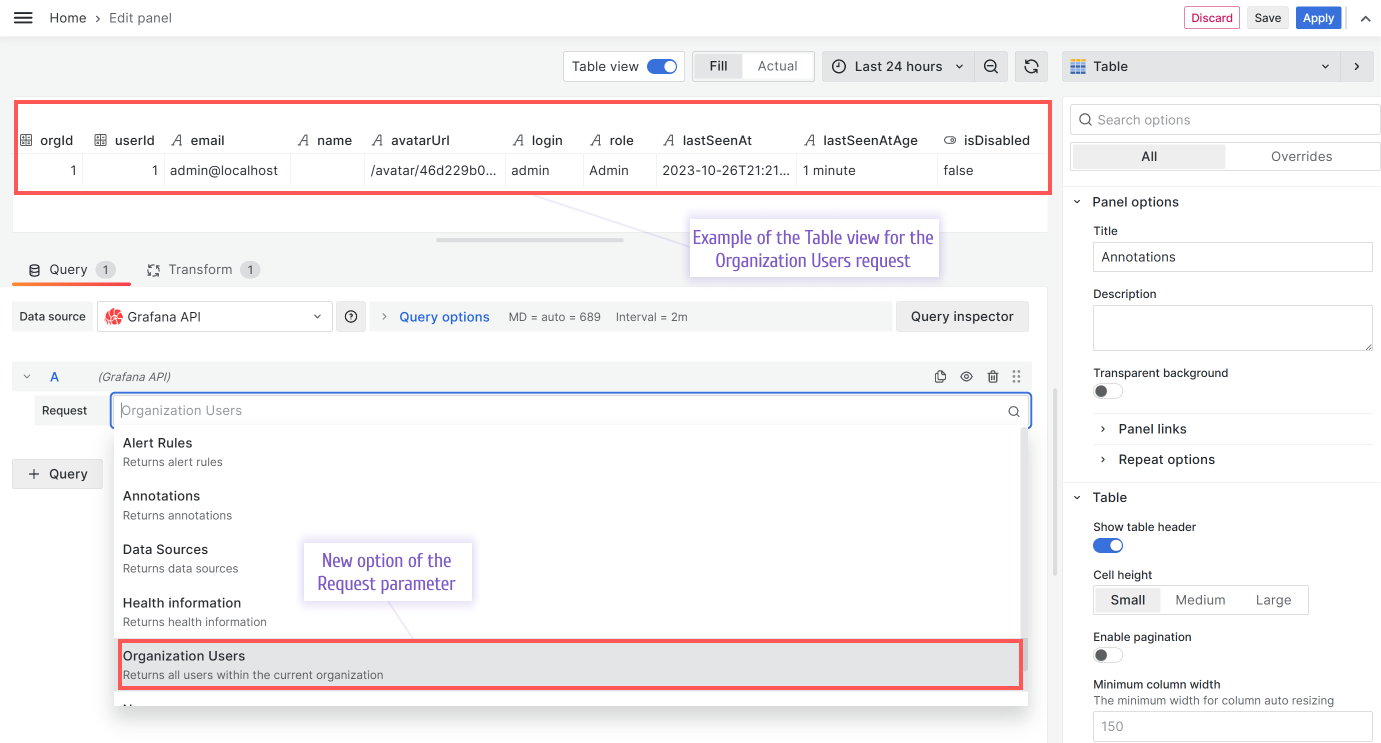 Home › Edit panel Discard Save Apply
Table view Fill Actual Last 24 hours Table
orgId userId email name avatarUrl login role lastSeenAt lastSeenAtAge isDisabled
1 1 admin@localhost /avatar/46d229b0... admin Admin 2023-10-26T21:21... 1 minute false
Example of the Table view for the
Organization Users request
Query 1 Transform 1
Data source Grafana API Query options MD = auto = 689 Interval = 2m Query inspector
A (Grafana API)
Request Organization Users
Alert Rules
Returns alert rules
+ Query
Annotations
Returns annotations
Data Sources
Returns data sources
New option of the
Request parameter
Health information
Returns health information
Organization Users
Returns all users within the current organization
Search options
All Overrides
Panel options
Title
Annotations
Description
Transparent background
Panel links
Repeat options
Table
Show table header
Cell height
Small Medium Large
Enable pagination
Minimum column width
The minimum width for column auto resizing
150